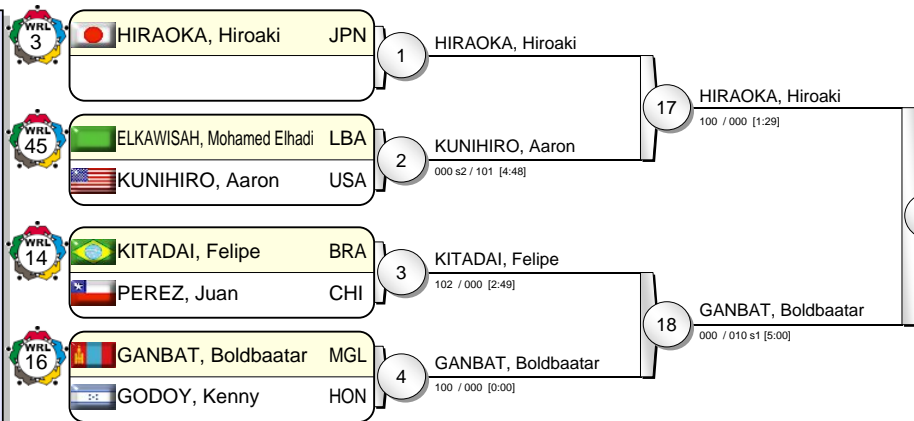 WRL
3
HIRAOKA, Hiroaki JPN
1
HIRAOKA, Hiroaki
17
HIRAOKA, Hiroaki
100 / 000 [1:29]
WRL
45
ELKAWISAH, Mohamed Elhadi LBA
KUNIHIRO, Aaron USA
2
KUNIHIRO, Aaron
000 s2 / 101 [4:48]
WRL
14
KITADAI, Felipe BRA
PEREZ, Juan CHI
3
KITADAI, Felipe
102 / 000 [2:49]
18
GANBAT, Boldbaatar
000 / 010 s1 [5:00]
WRL
16
GANBAT, Boldbaatar MGL
GODOY, Kenny HON
4
GANBAT, Boldbaatar
100 / 000 [0:00]